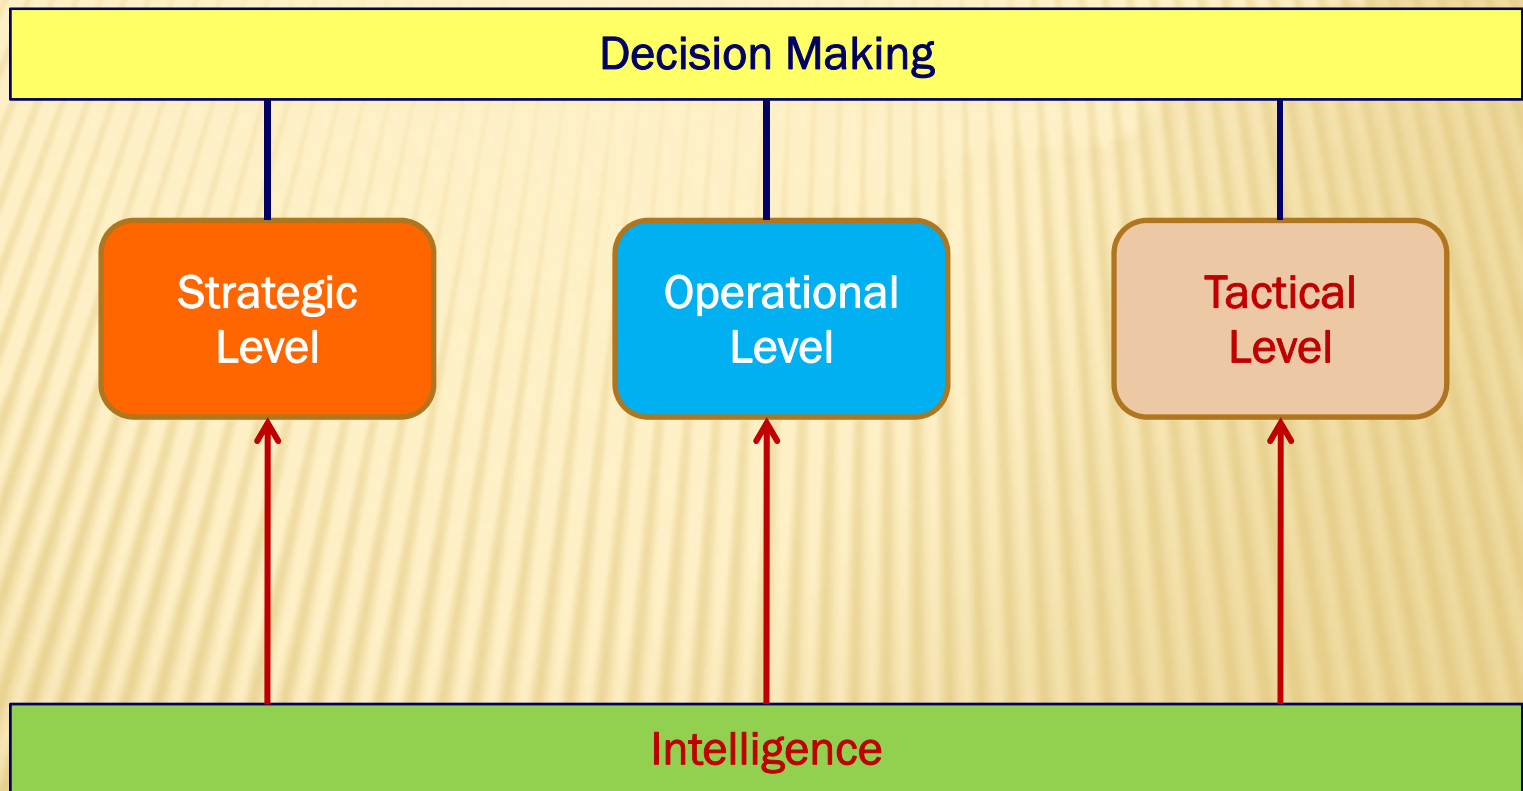 Decision Making
Strategic
Level
Operational
Level
Tactical
Level
Intelligence